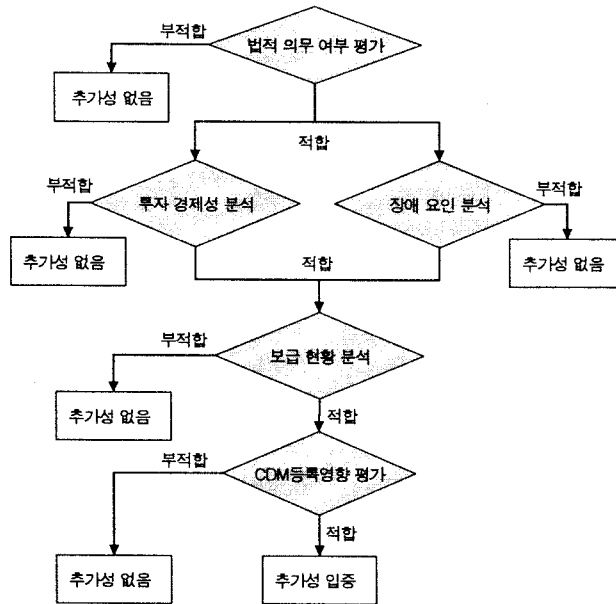 부적합
법적 의무 여부 평가
추가성 없음
적합
부적합
투자 경제성 분석
장애 요인 분석
부적합
추가성 없음
적합
추가성 없음
부적합
보급 현황 분석
추가성 없음
적합
부적합
CDM등록영향 평가
적합
추가성 없음
추가성 입증